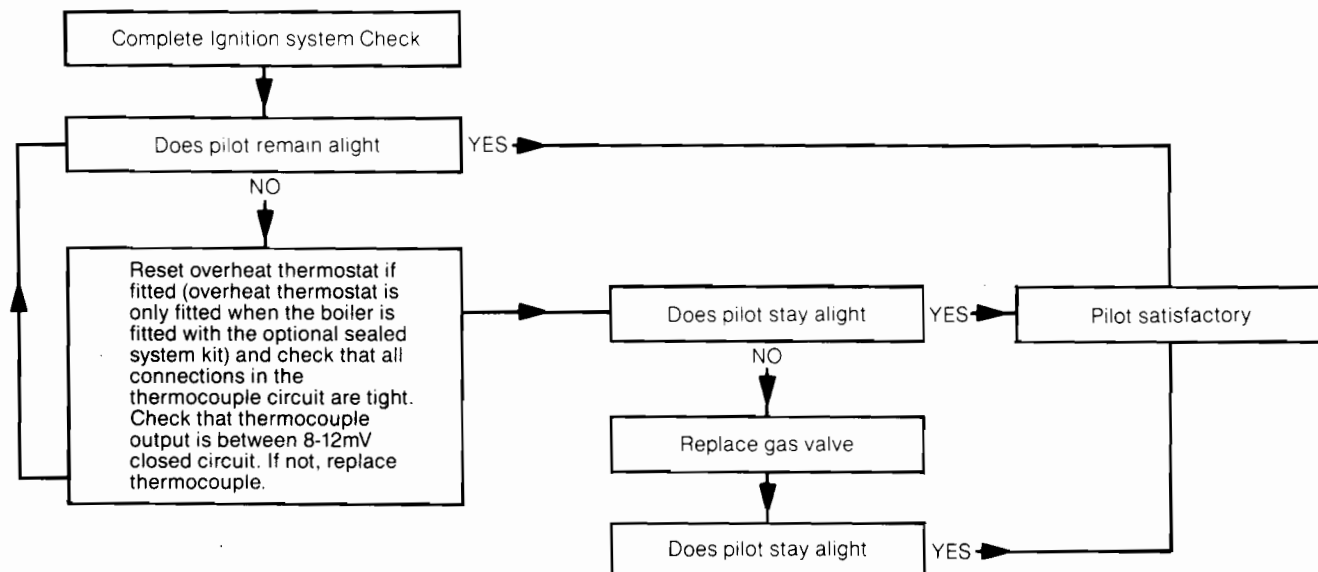 Complete Ignition system Check
Does pilot remain alight
YES
NO
Reset overheat thermostat if
fitted (overheat thermostat is
only fitted when the boiler is
fitted with the optional sealed
system kit) and check that all
connections in the
thermocouple circuit are tight.
Check that thermocouple
output is between 8-12mV
closed circuit. If not, replace
thermocouple.
Does pilot stay alight
YES
Pilot satisfactory
NO
Replace gas valve
Does pilot stay alight
YES